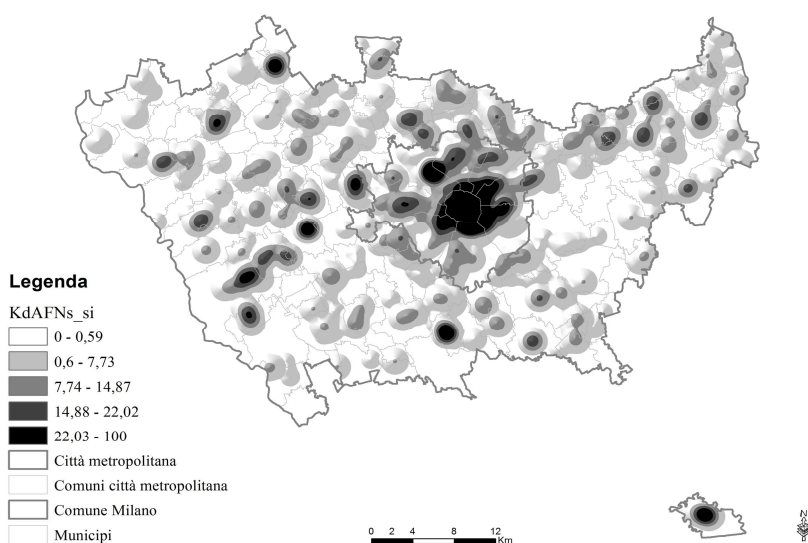 Legenda
KdAFNs_si
0 - 0,59
0,6 - 7,73
7,74 - 14,87
14,88 - 22,02
22,03 - 100
Città metropolitana
Comuni città metropolitana
Comune Milano
Municipi
0 2 4 8 12
Km
N